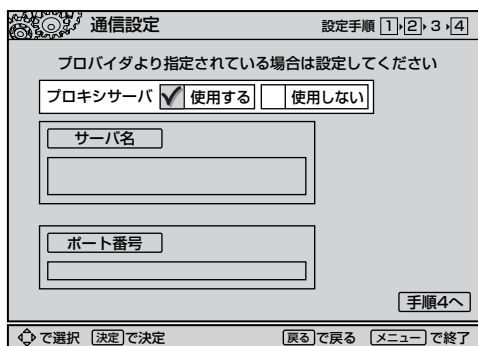 通信設定 設定手順 1 2 3 4
プロバイダより指定されている場合は設定してください
プロキシサーバ 使用する 使用しない
サーバ名
ポート番号
手順4へ
で選択 決定で決定 戻るで戻る メニューで終了